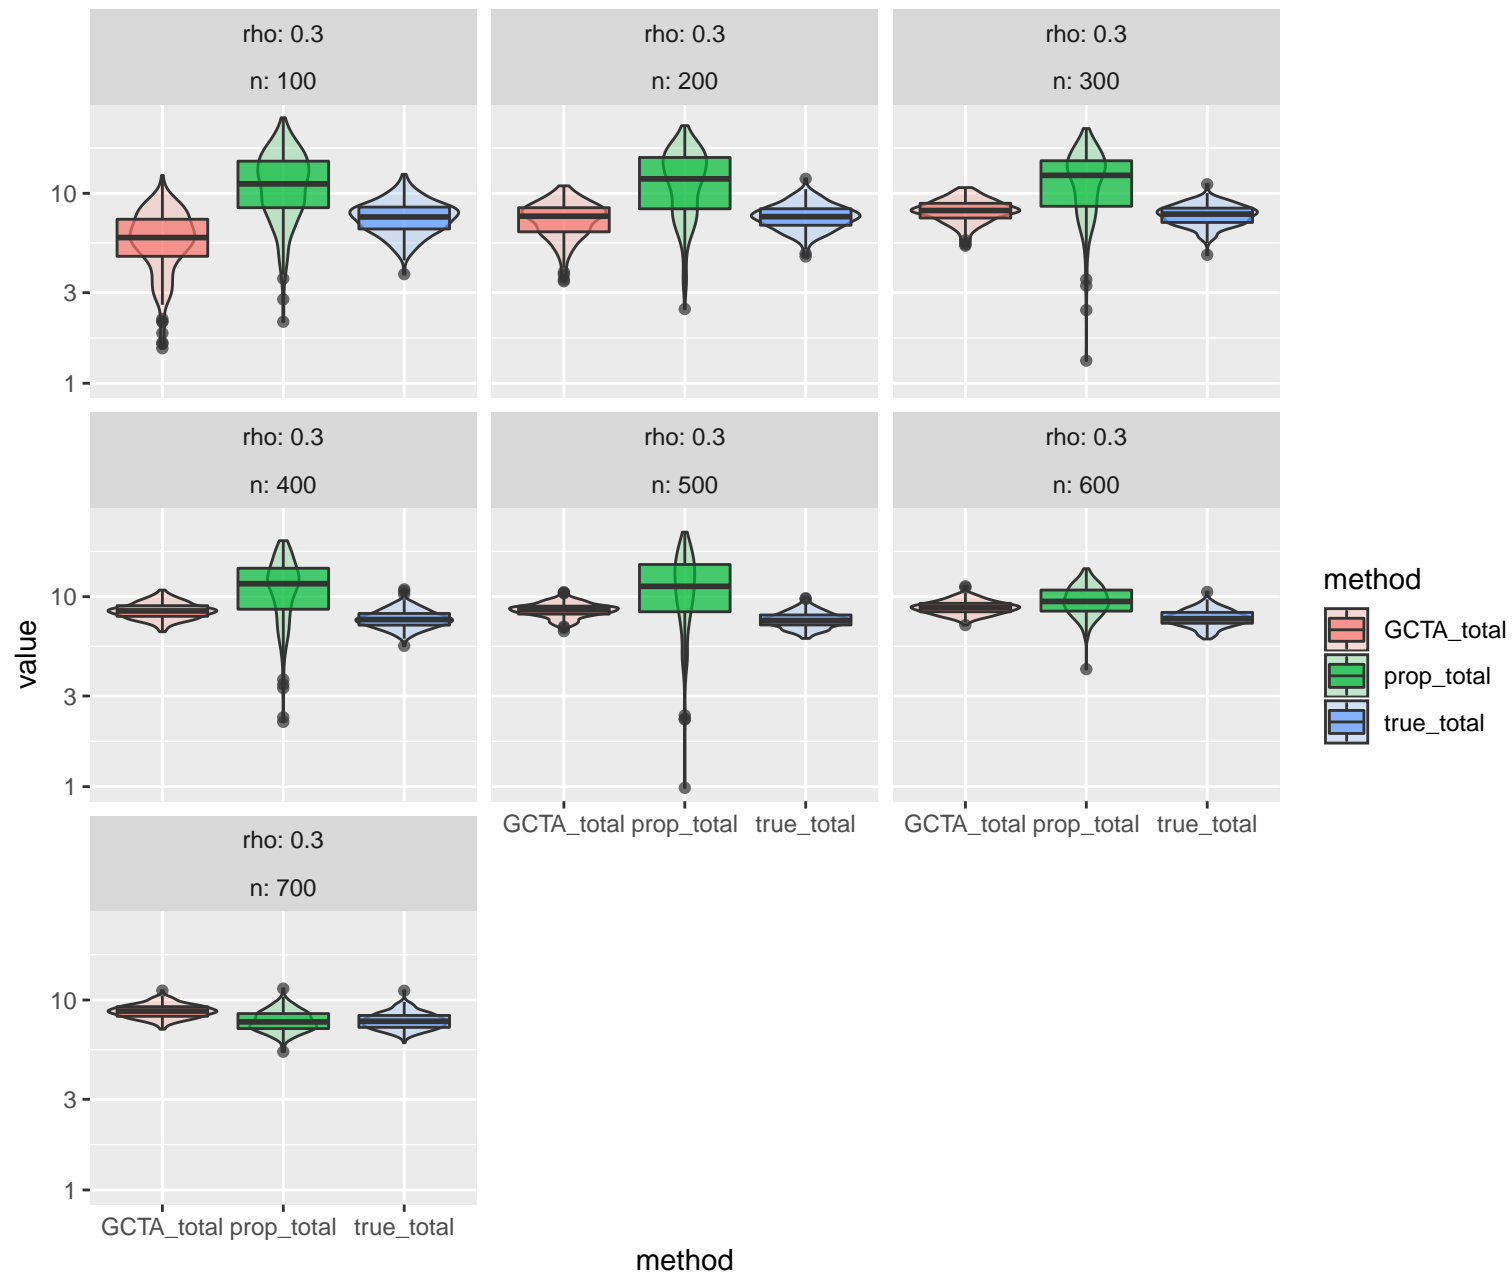 rho: 0.3
rho: 0.3
rho: 0.3
n: 100
n: 200
n: 300
10
3
1
rho: 0.3
rho: 0.3
rho: 0.3
n: 400
n: 500
n: 600
10
3
1
GCTA_total prop_total true_total
GCTA_total prop_total true_total
rho: 0.3
n: 700
10
3
1
GCTA_total prop_total true_total
method
value
method
GCTA_total
prop_total
true_total